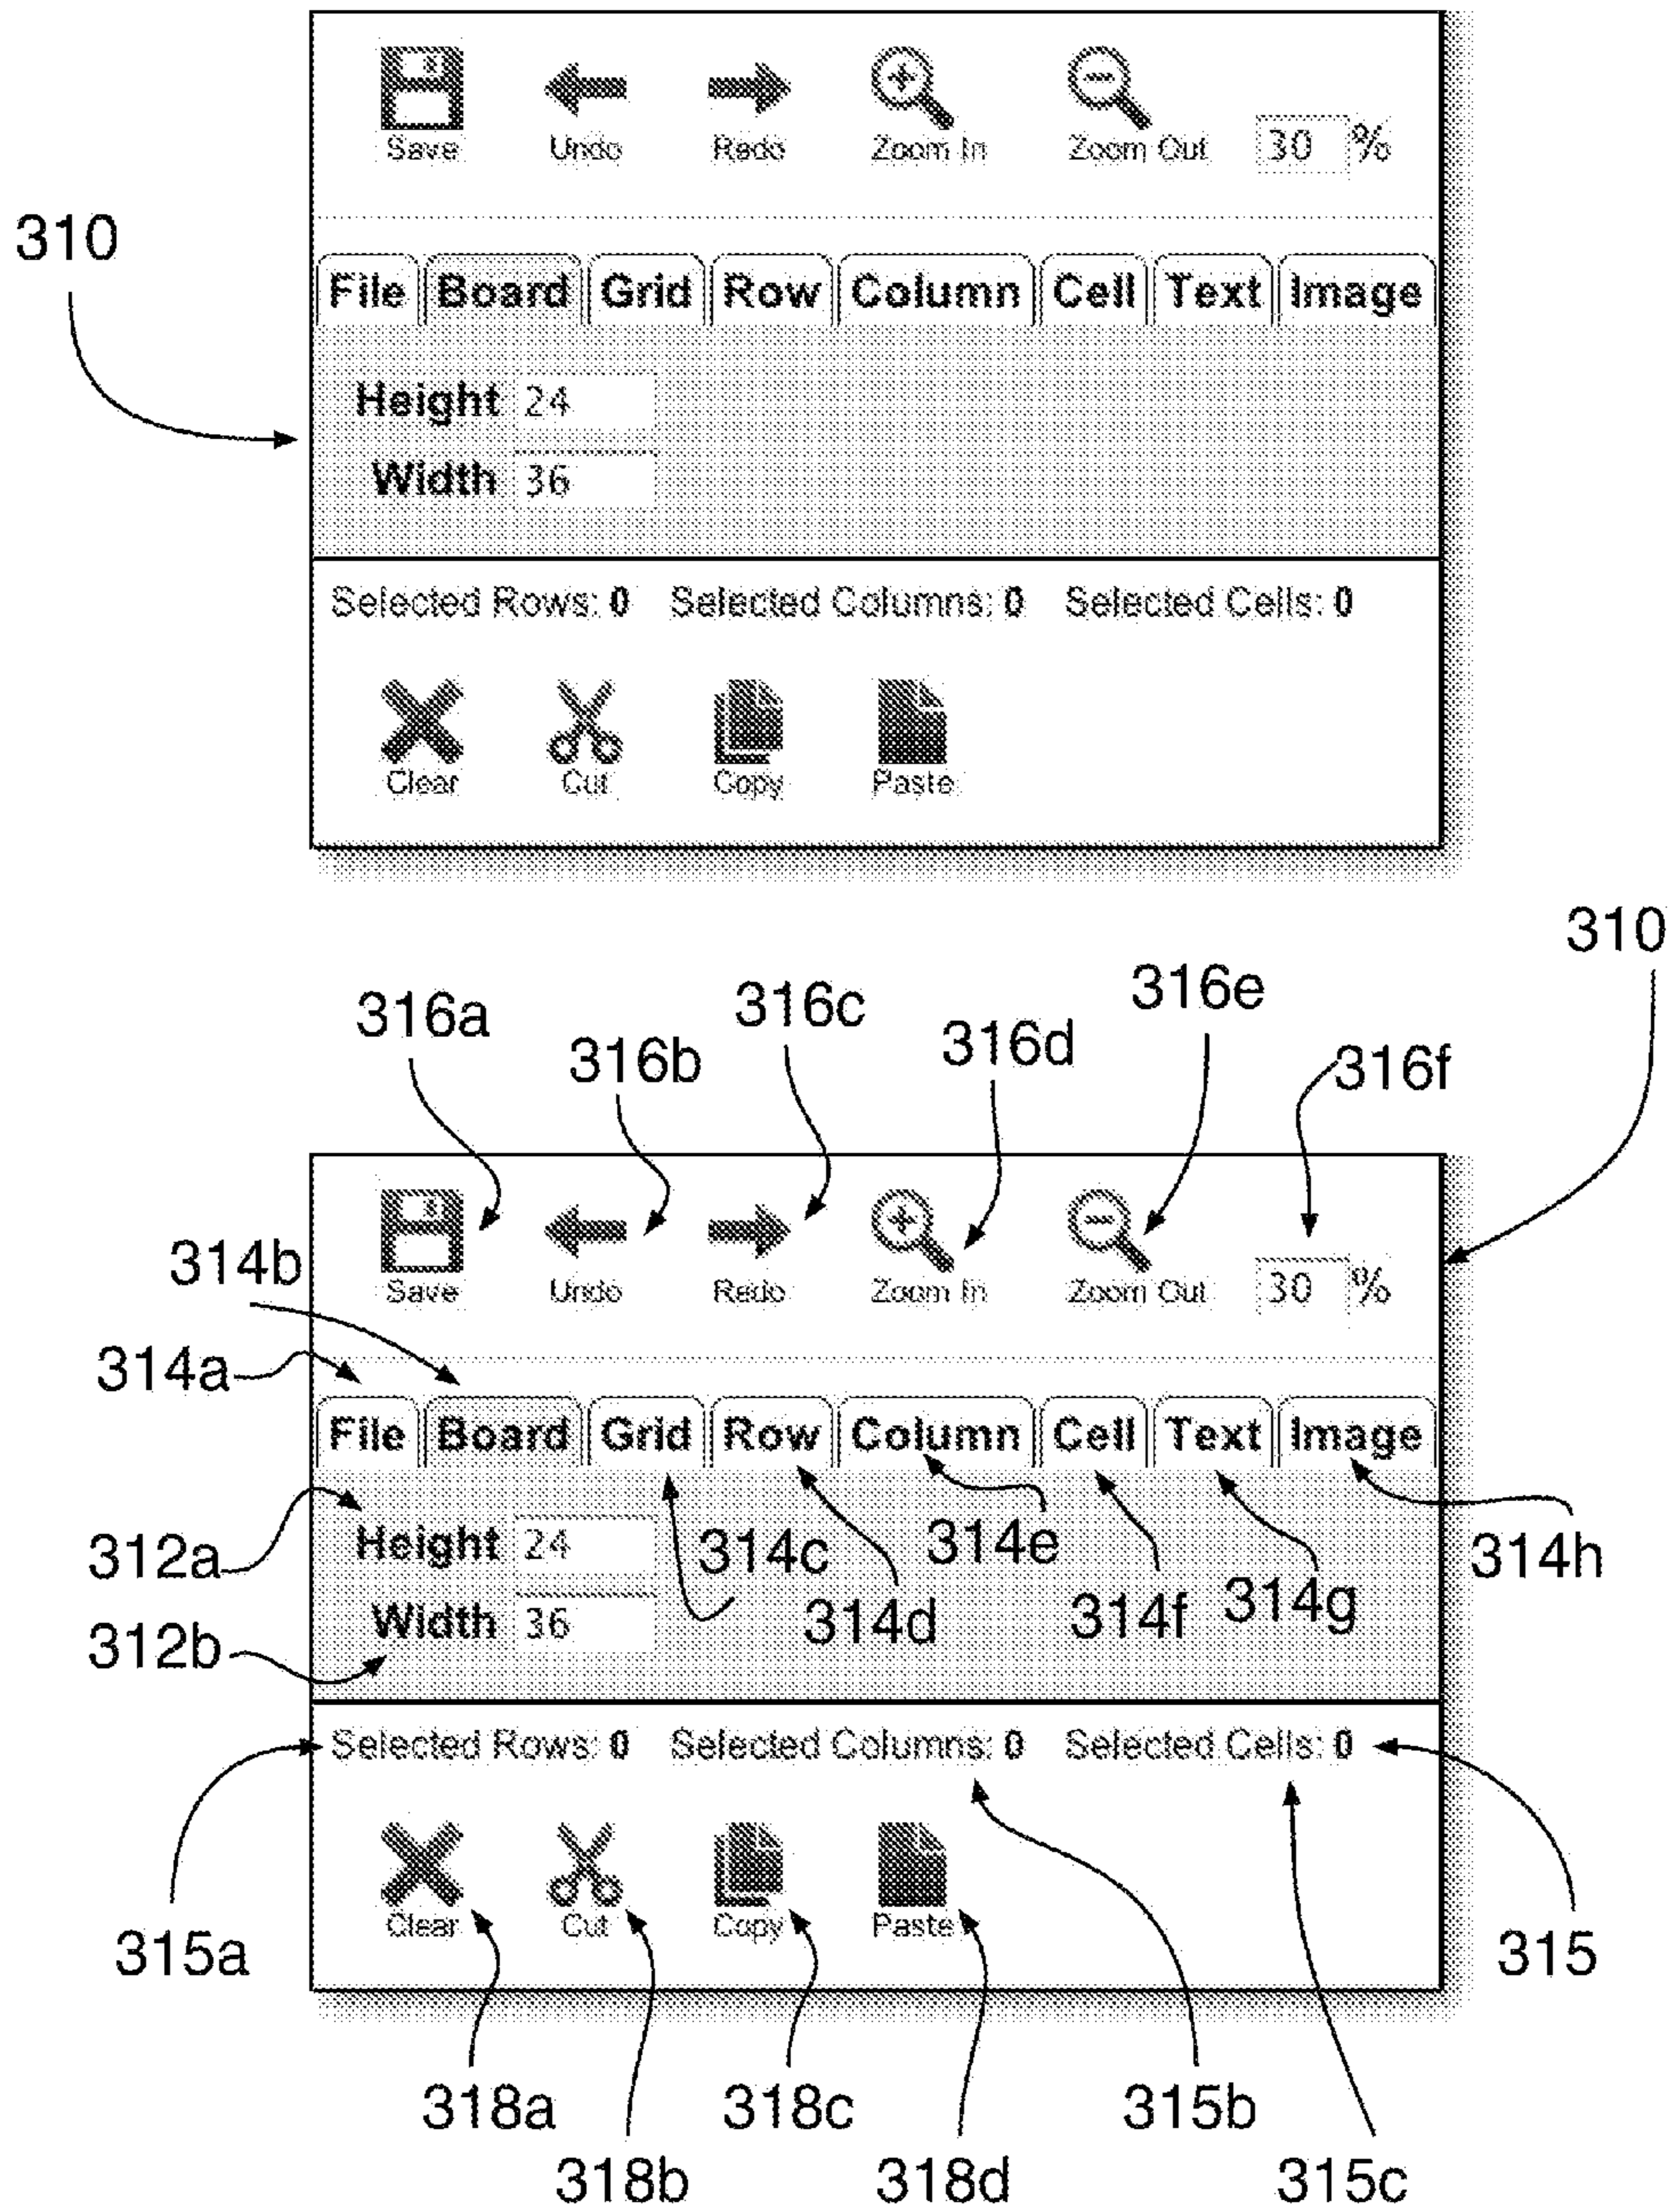 Save Undo Redo Zoom In Zoom Out 30 %
310
File Board Grid Row Column Cell Text Image
Height 24
Width 36
Selected Rows: 0 Selected Columns: 0 Selected Cells: 0
Clear Cut Copy Paste
310
316a 316b 316c 316d 316e 316f
Save Undo Redo Zoom In Zoom Out 30 %
314b
314a
File Board Grid Row Column Cell Text Image
312a Height 24 314c 314e 314h
312b Width 36 314d 314f 314g
Selected Rows: 0 Selected Columns: 0 Selected Cells: 0
Clear Cut Copy Paste
315a 315
318a 318c 315b
318b 318d 315c